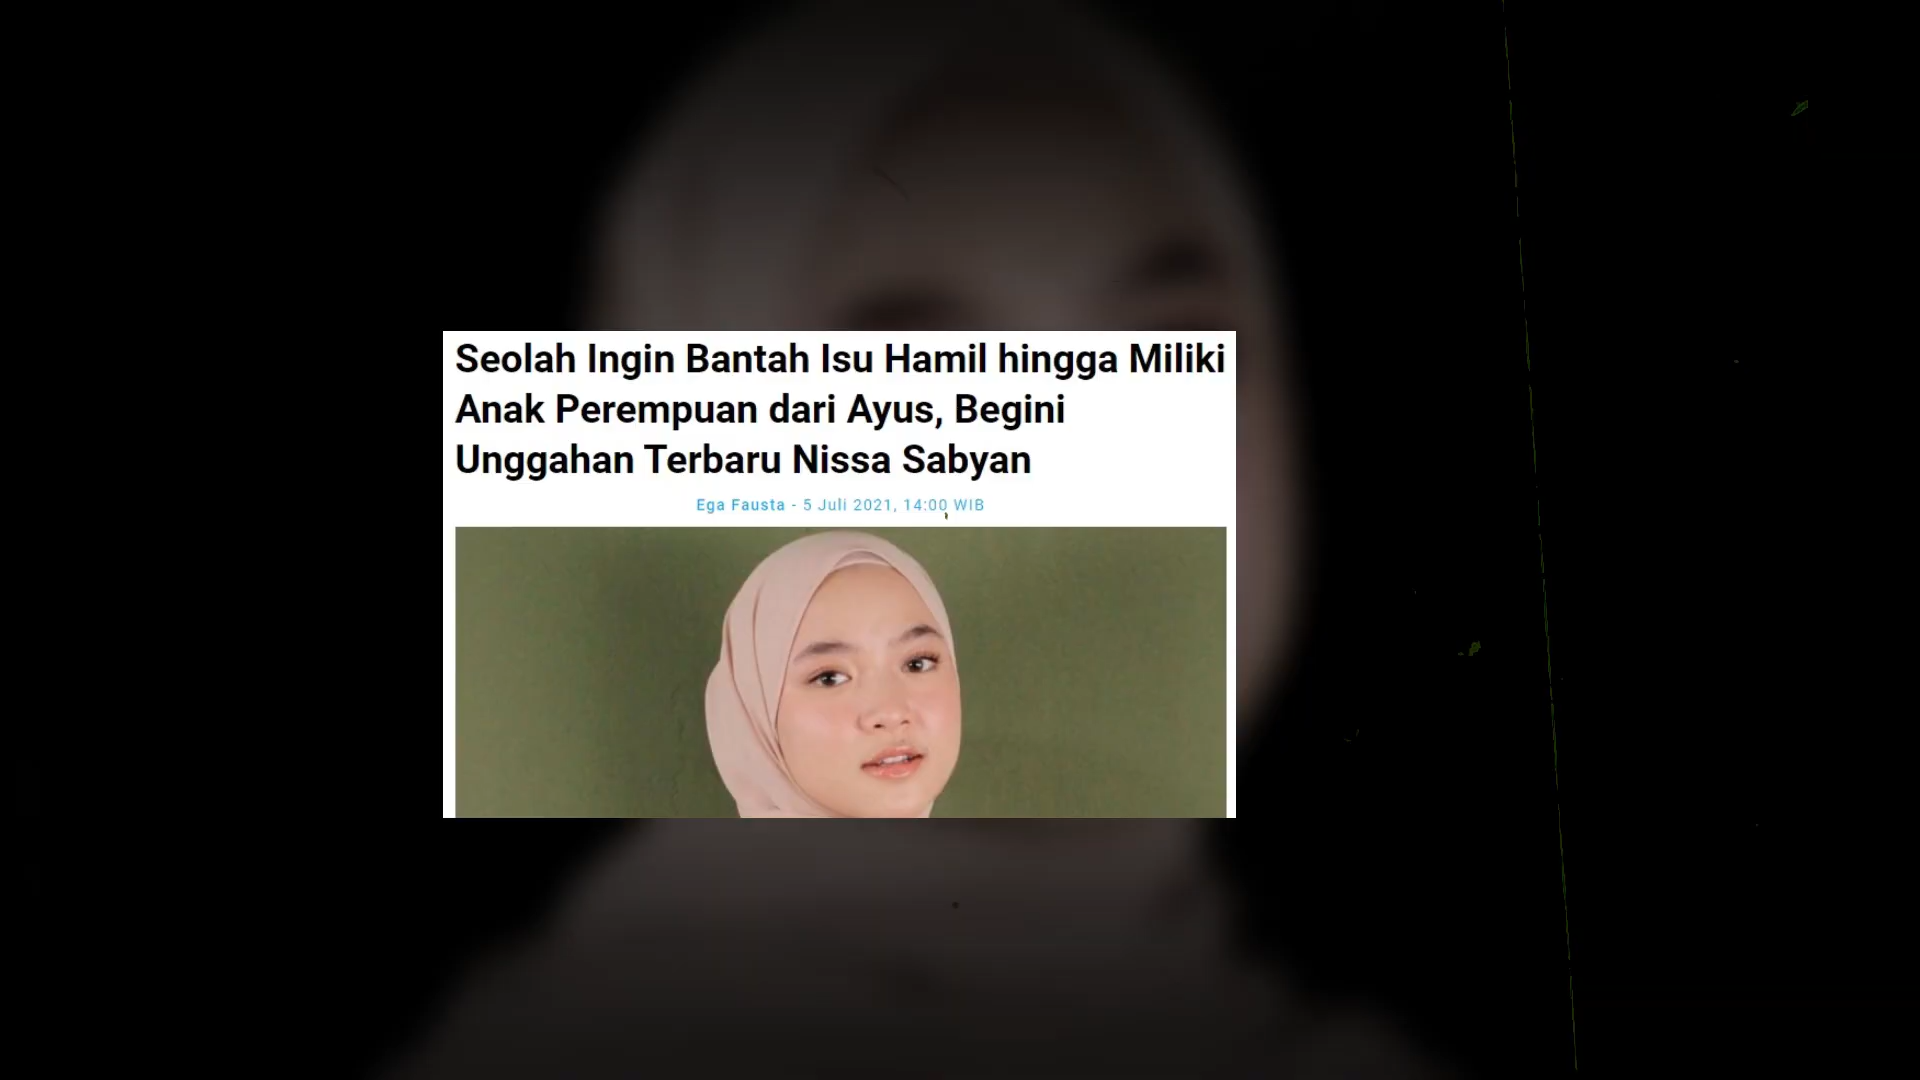 Seolah Ingin Bantah Isu Hamil hingga Miliki
Anak Perempuan dari Ayus, Begini
Unggahan Terbaru Nissa Sabyan
Ega Fausta - 5 Juli 2021, 14:00 WIB